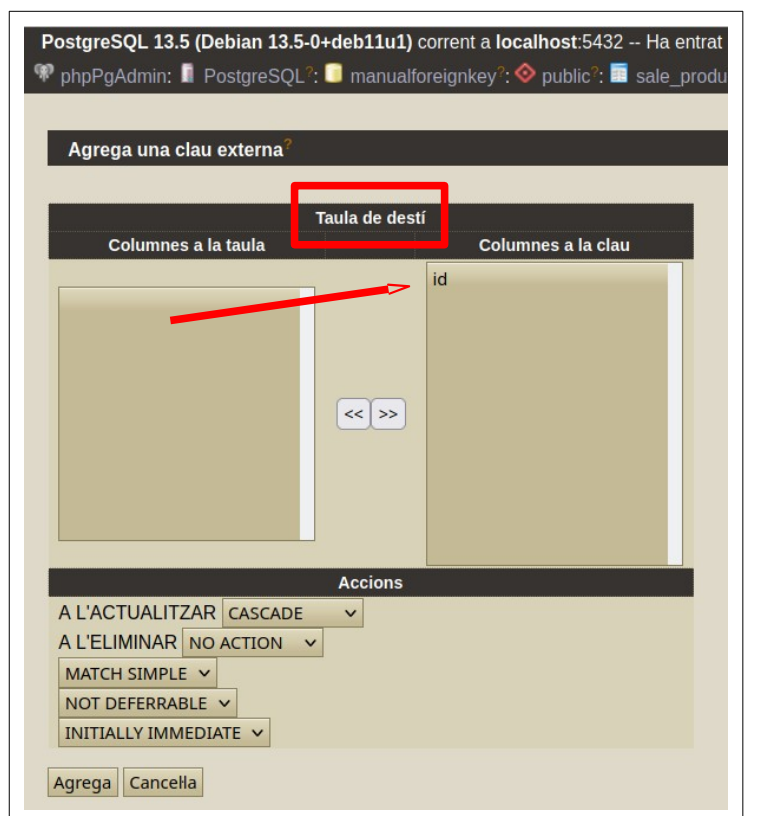 PostgreSQL 13.5 (Debian 13.5-0+deb11u1) corrent a localhost:5432 -- Ha entrat
phpPgAdmin: PostgreSQL?: manualforeignkey?: public?: sale_produ
Agrega una clau externa?
Taula de destí
Columnes a la taula Columnes a la clau
id
<< >>
Accions
A L'ACTUALITZAR CASCADE
A L'ELIMINAR NO ACTION
MATCH SIMPLE
NOT DEFERRABLE
INITIALLY IMMEDIATE
Agrega Canceŀla